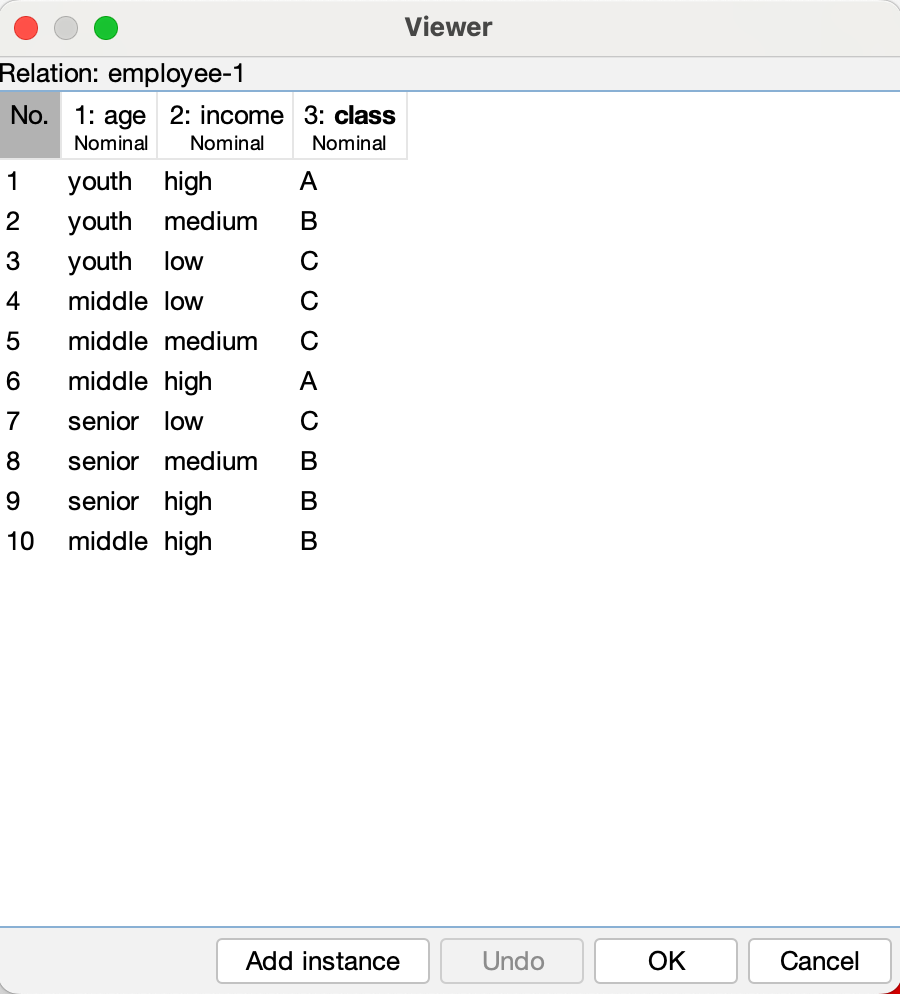 Viewer
Relation: employee-1
No. 1: age 2: income 3: class
Nominal Nominal Nominal
1 youth high A
2 youth medium B
3 youth low C
4 middle low C
5 middle medium C
6 middle high A
7 senior low C
8 senior medium B
9 senior high B
10 middle high B
Add instance Undo OK Cancel